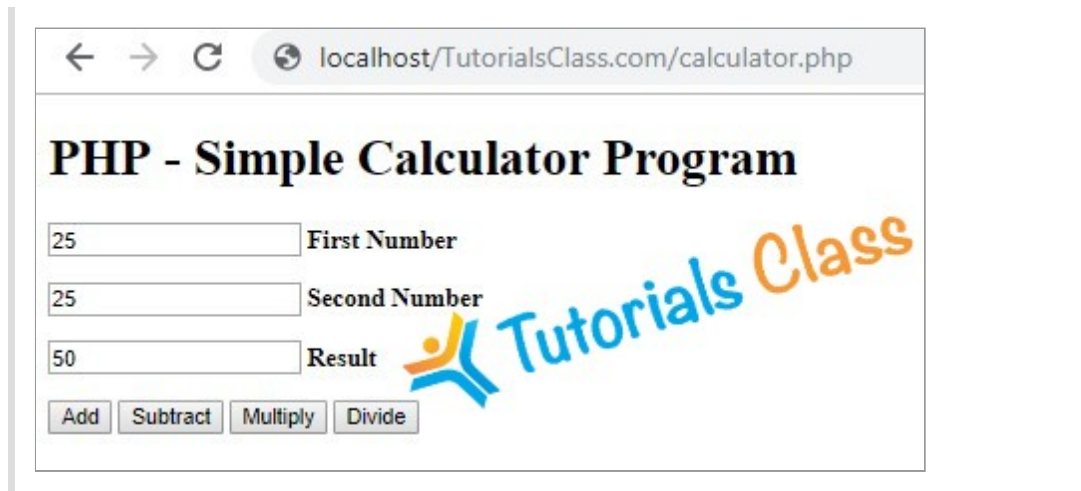 localhost/TutorialsClass.com/calculator.php
PHP - Simple Calculator Program
25 First Number
25 Second Number
50 Result
Tutorials Class
Add Subtract Multiply Divide